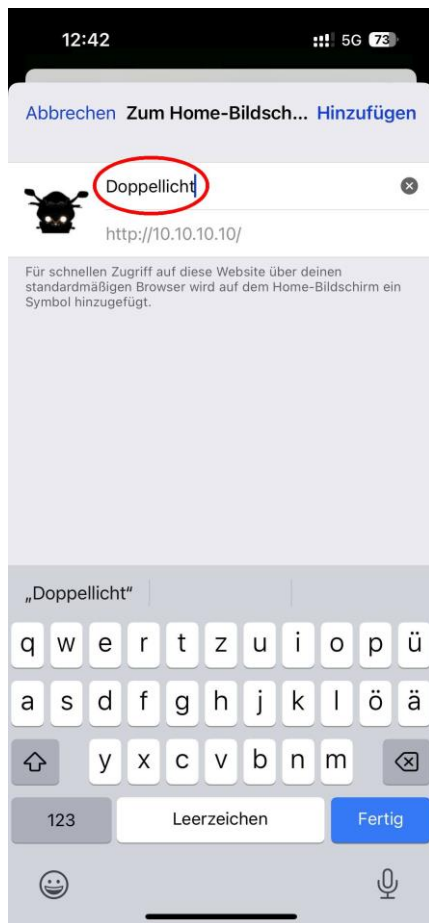 12:42 5G 73
Abbrechen Zum Home-Bildsch... Hinzufügen
Doppellicht
http://10.10.10.10/
Für schnellen Zugriff auf diese Website über deinen
standardmäßigen Browser wird auf dem Home-Bildschirm ein
Symbol hinzugefügt.
„Doppellicht“
q w e r t z u i o p ü
a s d f g h j k l ö ä
y x c v b n m
123 Leerzeichen Fertig